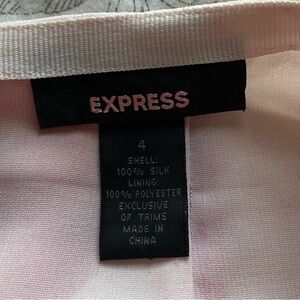 EXPRESS
4
SHELL:
100% SILK
LINING:
100% POLYESTER
EXCLUSIVE
OF TRIMS
MADE IN
CHINA